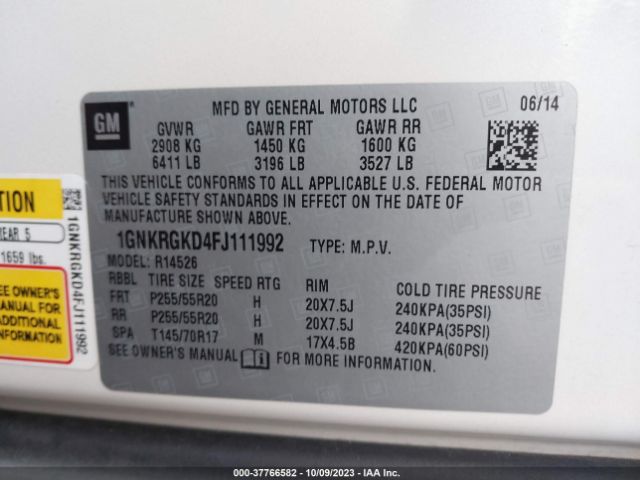 GM
MFD BY GENERAL MOTORS LLC 06/14
GVWR GAWR FRT GAWR RR
2908 KG 1450 KG 1600 KG
6411 LB 3196 LB 3527 LB
THIS VEHICLE CONFORMS TO ALL APPLICABLE U.S. FEDERAL MOTOR
VEHICLE SAFETY STANDARDS IN EFFECT ON THE DATE OF
MANUFACTURE SHOWN ABOVE.
1GNKRGKD4FJ111992 TYPE: M.P.V.
MODEL: R14526
RBBL TIRE SIZE SPEED RTG RIM COLD TIRE PRESSURE
FRT P255/55R20 H 20X7.5J 240KPA(35PSI)
RR P255/55R20 H 20X7.5J 240KPA(35PSI)
SPA T145/70R17 M 17X4.5B 420KPA(60PSI)
SEE OWNER'S MANUAL FOR MORE INFORMATION.
TION
REAR 5
1659 lbs.
EE OWNER'S
MANUAL FOR
ADDITIONAL
FORMATION
1GNKRGKD4FJ111992
000-37766582 | 10/09/2023 | IAA Inc.